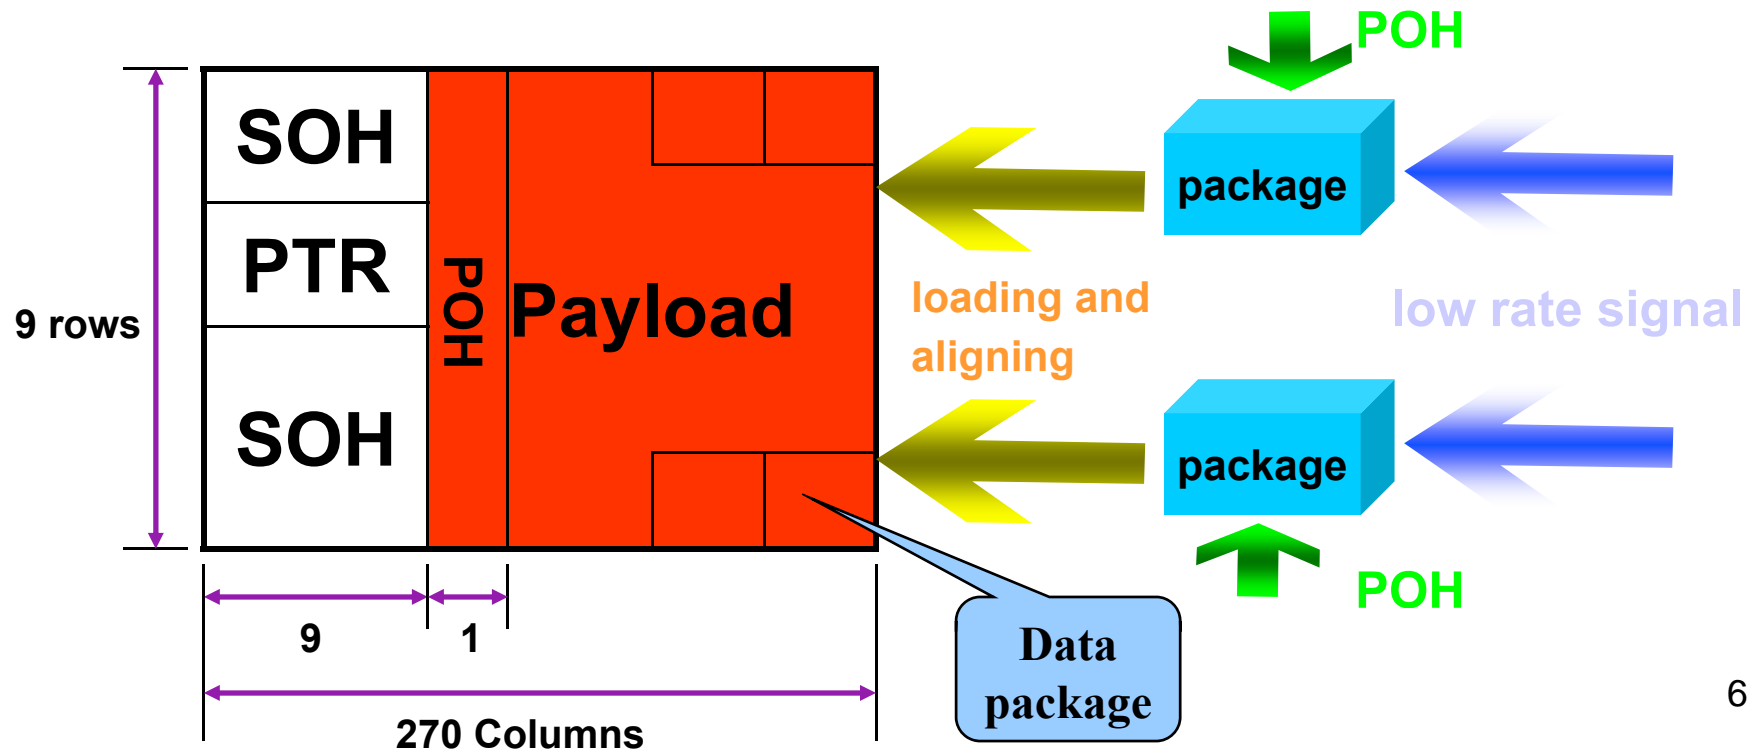 POH
SOH
package
PTR
POH
Payload
loading and
aligning
low rate signal
9 rows
SOH
package
POH
9
1
Data
package
270 Columns
6